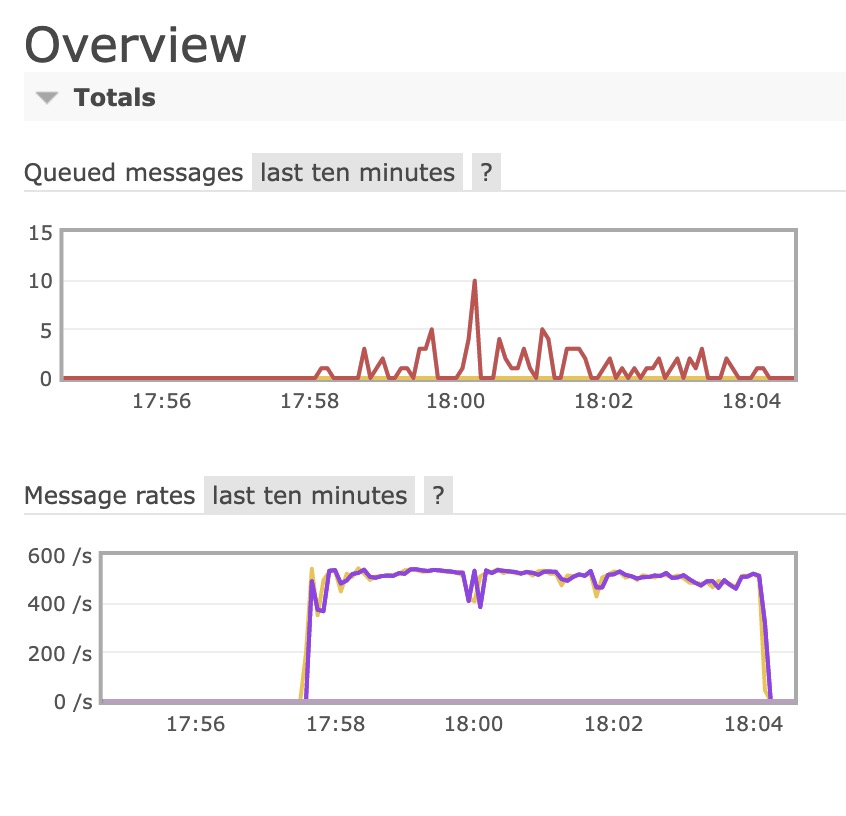 Overview
Totals
Queued messages last ten minutes ?
15
10
5
0
17:56 17:58 18:00 18:02 18:04
Message rates last ten minutes ?
600 /s
400 /s
200 /s
0 /s
17:56 17:58 18:00 18:02 18:04